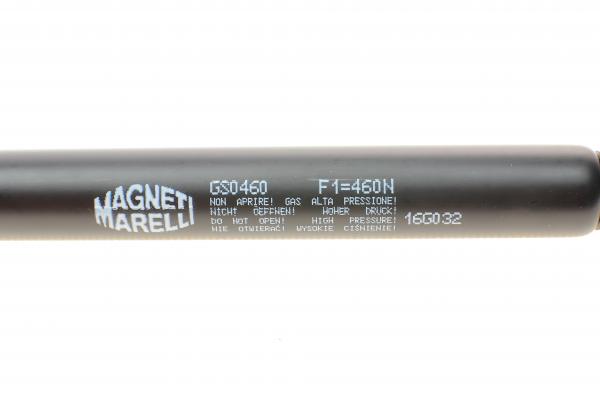 MAGNETI
MARELLI
GS0460 F1=460N
NON APRIRE! GAS ALTA PRESSIONE!
NICHT OEFFNEN! HOHER DRUCK!
DO NOT OPEN! HIGH PRESSURE!
NIE OTWIERAĆ! WYSOKIE CIŚNIENIE!
16G032